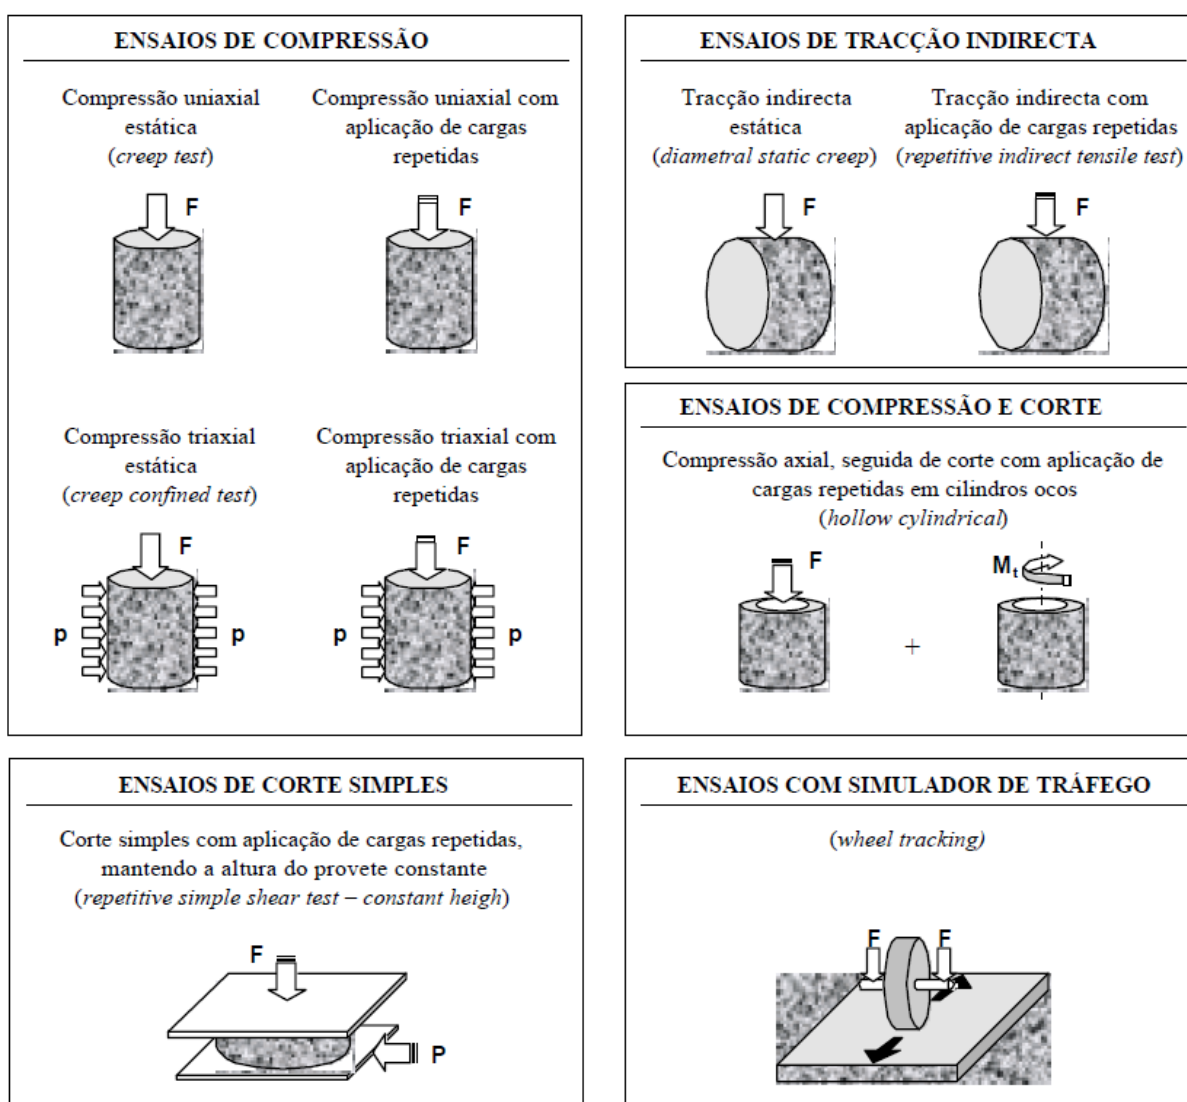 ENSAIOS DE COMPRESSÃO
Compressão uniaxial
estática
(creep test)
F
Compressão uniaxial com
aplicação de cargas
repetidas
F
Compressão triaxial
estática
(creep confined test)
F
p
p
Compressão triaxial com
aplicação de cargas
repetidas
F
p
p
ENSAIOS DE TRACÇÃO INDIRECTA
Tracção indirecta
estática
(diametral static creep)
F
Tracção indirecta com
aplicação de cargas repetidas
(repetitive indirect tensile test)
F
ENSAIOS DE COMPRESSÃO E CORTE
Compressão axial, seguida de corte com aplicação de
cargas repetidas em cilindros ocos
(hollow cylindrical)
F
+
Mt
ENSAIOS DE CORTE SIMPLES
Corte simples com aplicação de cargas repetidas,
mantendo a altura do provete constante
(repetitive simple shear test – constant heigh)
F
P
ENSAIOS COM SIMULADOR DE TRÁFEGO
(wheel tracking)
F
F